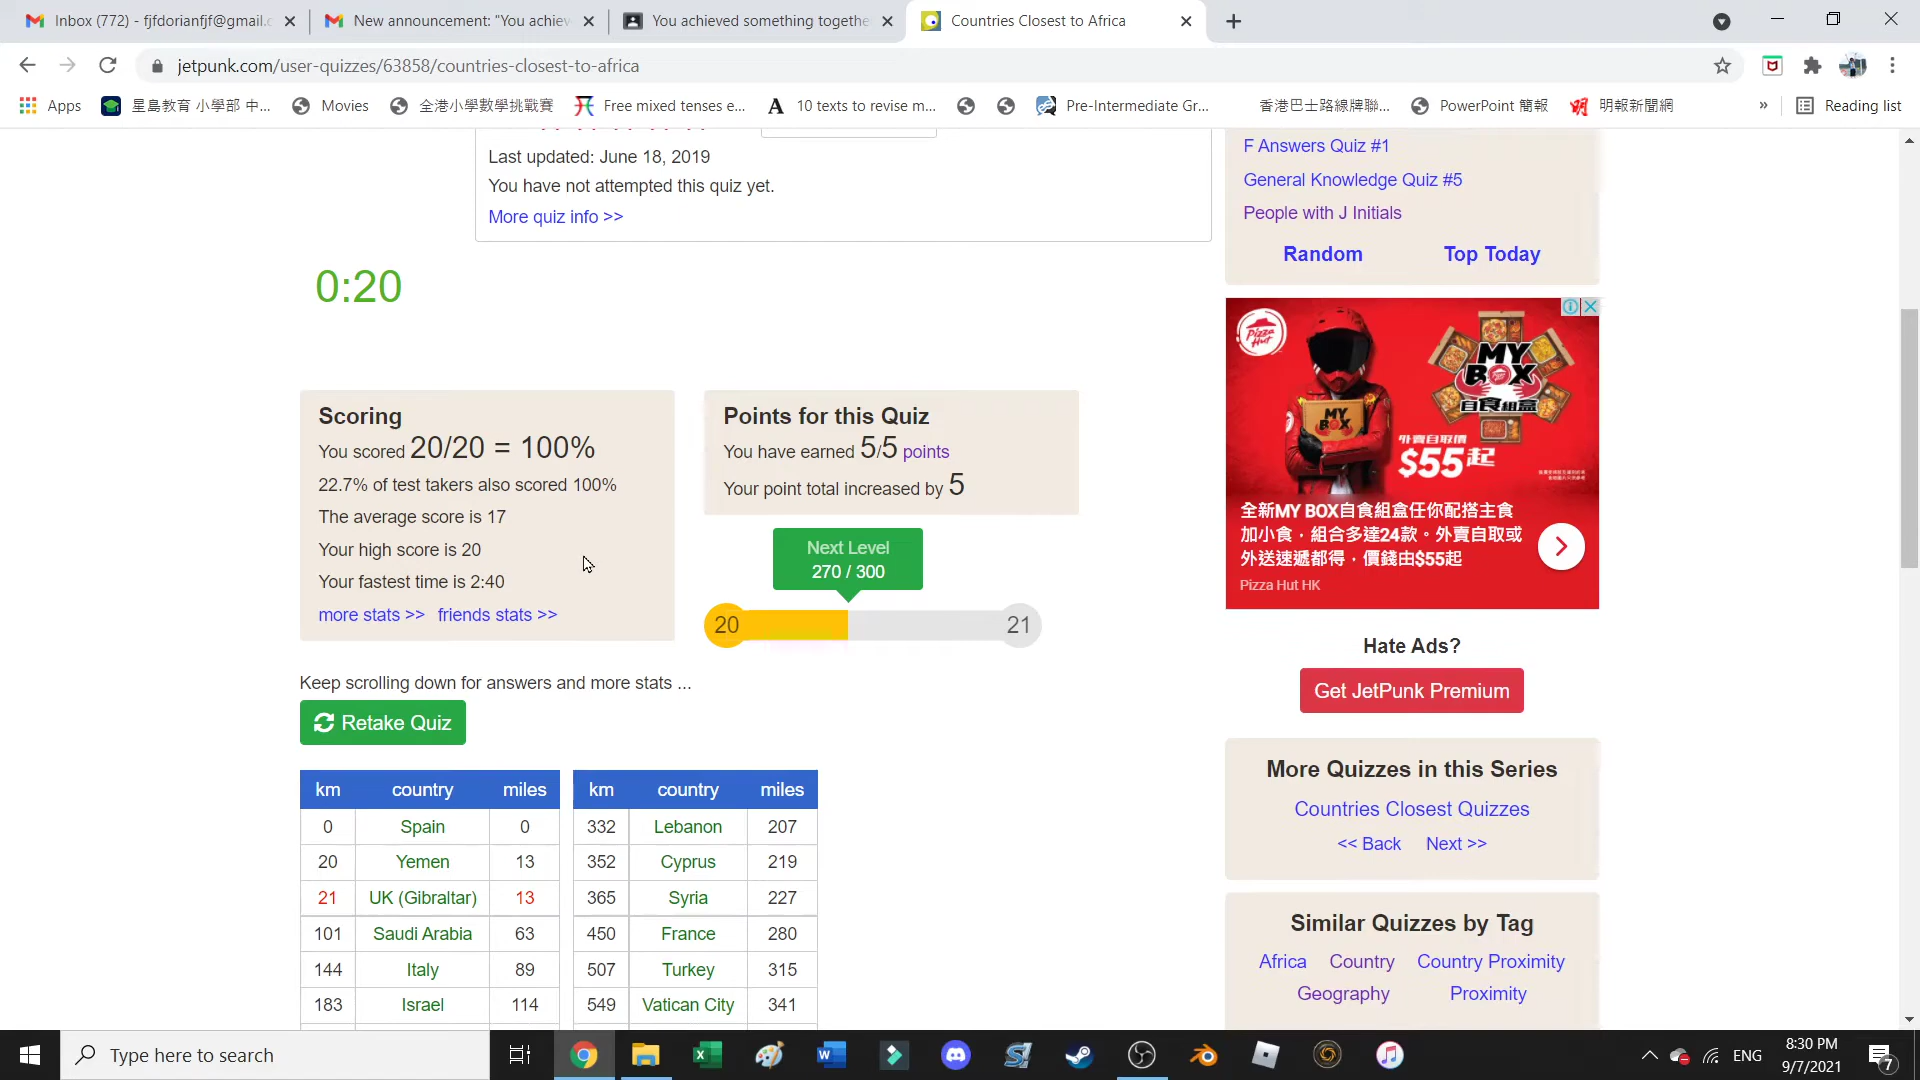 Inbox (772) - fjfdorianfjf@gmail.c
New announcement: "You achiev
You achieved something togethe
Countries Closest to Africa
jetpunk.com/user-quizzes/63858/countries-closest-to-africa
Apps
星島教育 小學部 中...
Movies
全港小學數學挑戰賽
Free mixed tenses e...
10 texts to revise m...
Pre-Intermediate Gr...
香港巴士路線牌聯...
PowerPoint 簡報
明報新聞網
»
Reading list
Last updated: June 18, 2019
You have not attempted this quiz yet.
More quiz info >>
0:20
Scoring
You scored 20/20 = 100%
22.7% of test takers also scored 100%
The average score is 17
Your high score is 20
Your fastest time is 2:40
more stats >> friends stats >>
Points for this Quiz
You have earned 5/5 points
Your point total increased by 5
Next Level
270 / 300
20
21
Keep scrolling down for answers and more stats ...
Retake Quiz
km country miles
0 Spain 0
20 Yemen 13
21 UK (Gibraltar) 13
101 Saudi Arabia 63
144 Italy 89
183 Israel 114
km country miles
332 Lebanon 207
352 Cyprus 219
365 Syria 227
450 France 280
507 Turkey 315
549 Vatican City 341
F Answers Quiz #1
General Knowledge Quiz #5
People with J Initials
Random
Top Today
Pizza Hut
MY BOX
自食組盒
MY BOX
外賣自取價
$55起
全新MY BOX自食組盒任你配搭主食
加小食，組合多達24款。外賣自取或
外送速遞都得，價錢由$55起
Pizza Hut HK
Hate Ads?
Get JetPunk Premium
More Quizzes in this Series
Countries Closest Quizzes
<< Back Next >>
Similar Quizzes by Tag
Africa Country Country Proximity
Geography Proximity
Type here to search
ENG
8:30 PM
9/7/2021
7